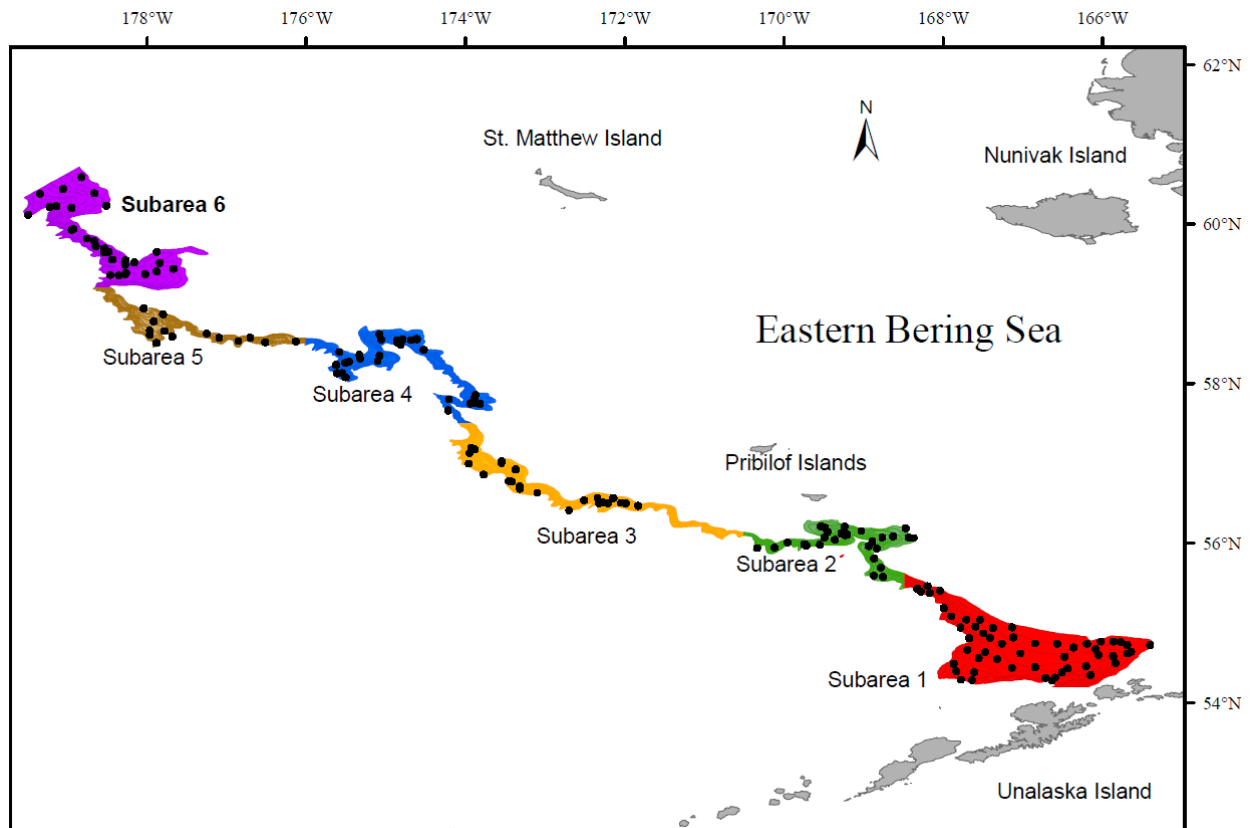 178°W 176°W 174°W 172°W 170°W 168°W 166°W
62°N
N
St. Matthew Island
Nunivak Island
Subarea 6
60°N
Eastern Bering Sea
Subarea 5
Subarea 4
58°N
Pribilof Islands
Subarea 3
56°N
Subarea 2
Subarea 1
54°N
Unalaska Island